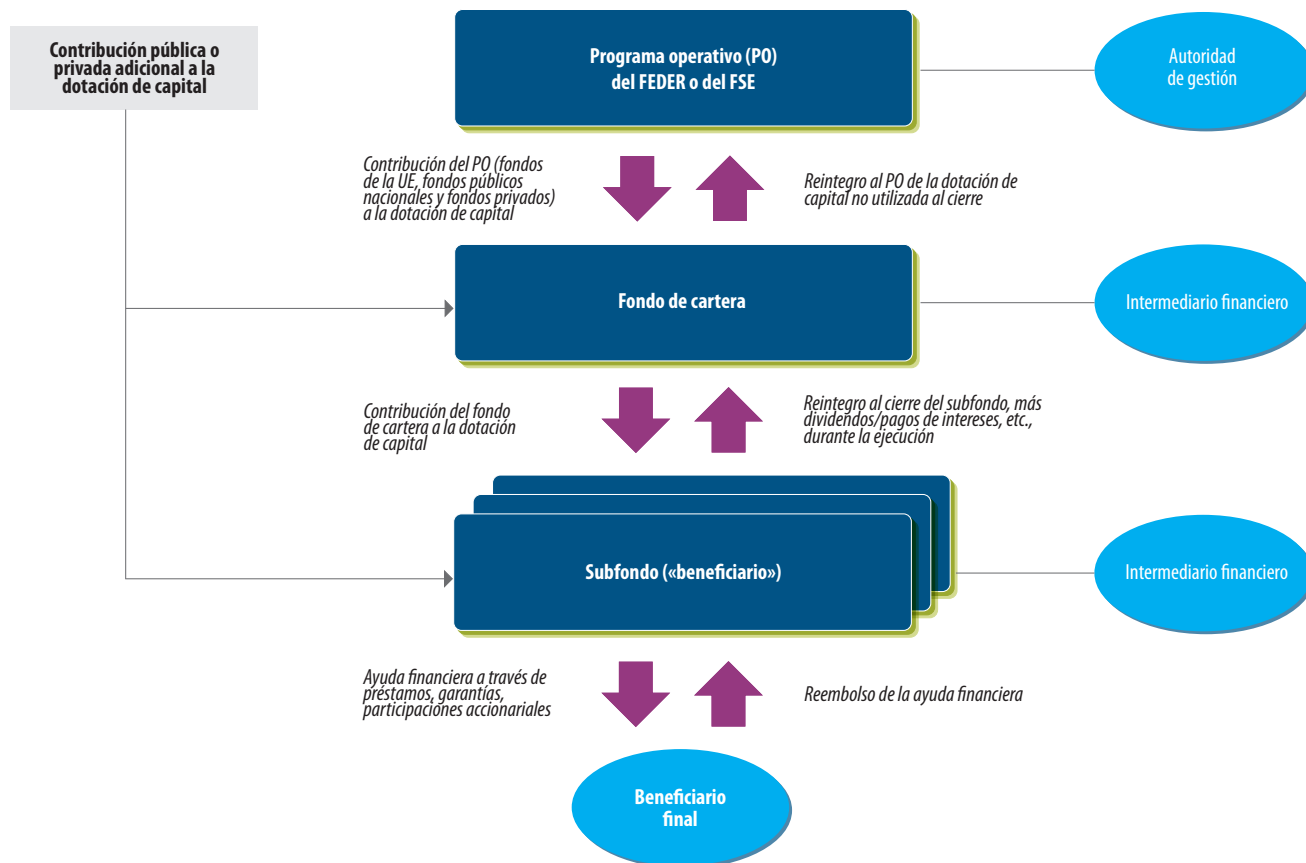 Contribución pública o
privada adicional a la
dotación de capital
Programa operativo (PO)
del FEDER o del FSE
Autoridad
de gestión
Contribución del PO (fondos
de la UE, fondos públicos
nacionales y fondos privados)
a la dotación de capital
Reintegro al PO de la dotación de
capital no utilizada al cierre
Fondo de cartera
Intermediario financiero
Contribución del fondo
de cartera a la dotación
de capital
Reintegro al cierre del subfondo, más
dividendos/pagos de intereses, etc.,
durante la ejecución
Subfondo («beneficiario»)
Intermediario financiero
Ayuda financiera a través de
préstamos, garantías,
participaciones accionariales
Reembolso de la ayuda financiera
Beneficiario
final